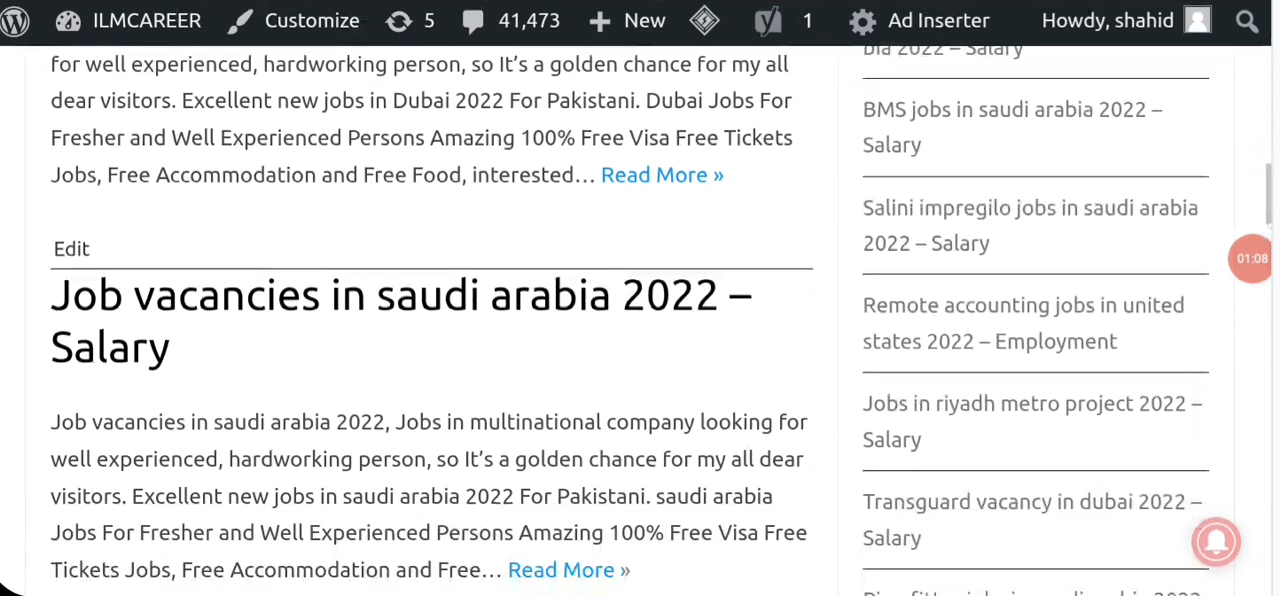 ILMCAREER Customize 5 41,473 New 1 Ad Inserter Howdy, shahid
for well experienced, hardworking person, so It's a golden chance for my all
dear visitors. Excellent new jobs in Dubai 2022 For Pakistani. Dubai Jobs For
Fresher and Well Experienced Persons Amazing 100% Free Visa Free Tickets
Jobs, Free Accommodation and Free Food, interested… Read More »
Edit
Job vacancies in saudi arabia 2022 –
Salary
Job vacancies in saudi arabia 2022, Jobs in multinational company looking for
well experienced, hardworking person, so It's a golden chance for my all dear
visitors. Excellent new jobs in saudi arabia 2022 For Pakistani. saudi arabia
Jobs For Fresher and Well Experienced Persons Amazing 100% Free Visa Free
Tickets Jobs, Free Accommodation and Free… Read More »
2022 – Salary
BMS jobs in saudi arabia 2022 –
Salary
Salini impregilo jobs in saudi arabia
2022 – Salary
Remote accounting jobs in united
states 2022 – Employment
Jobs in riyadh metro project 2022 –
Salary
Transguard vacancy in dubai 2022 –
Salary
01:08